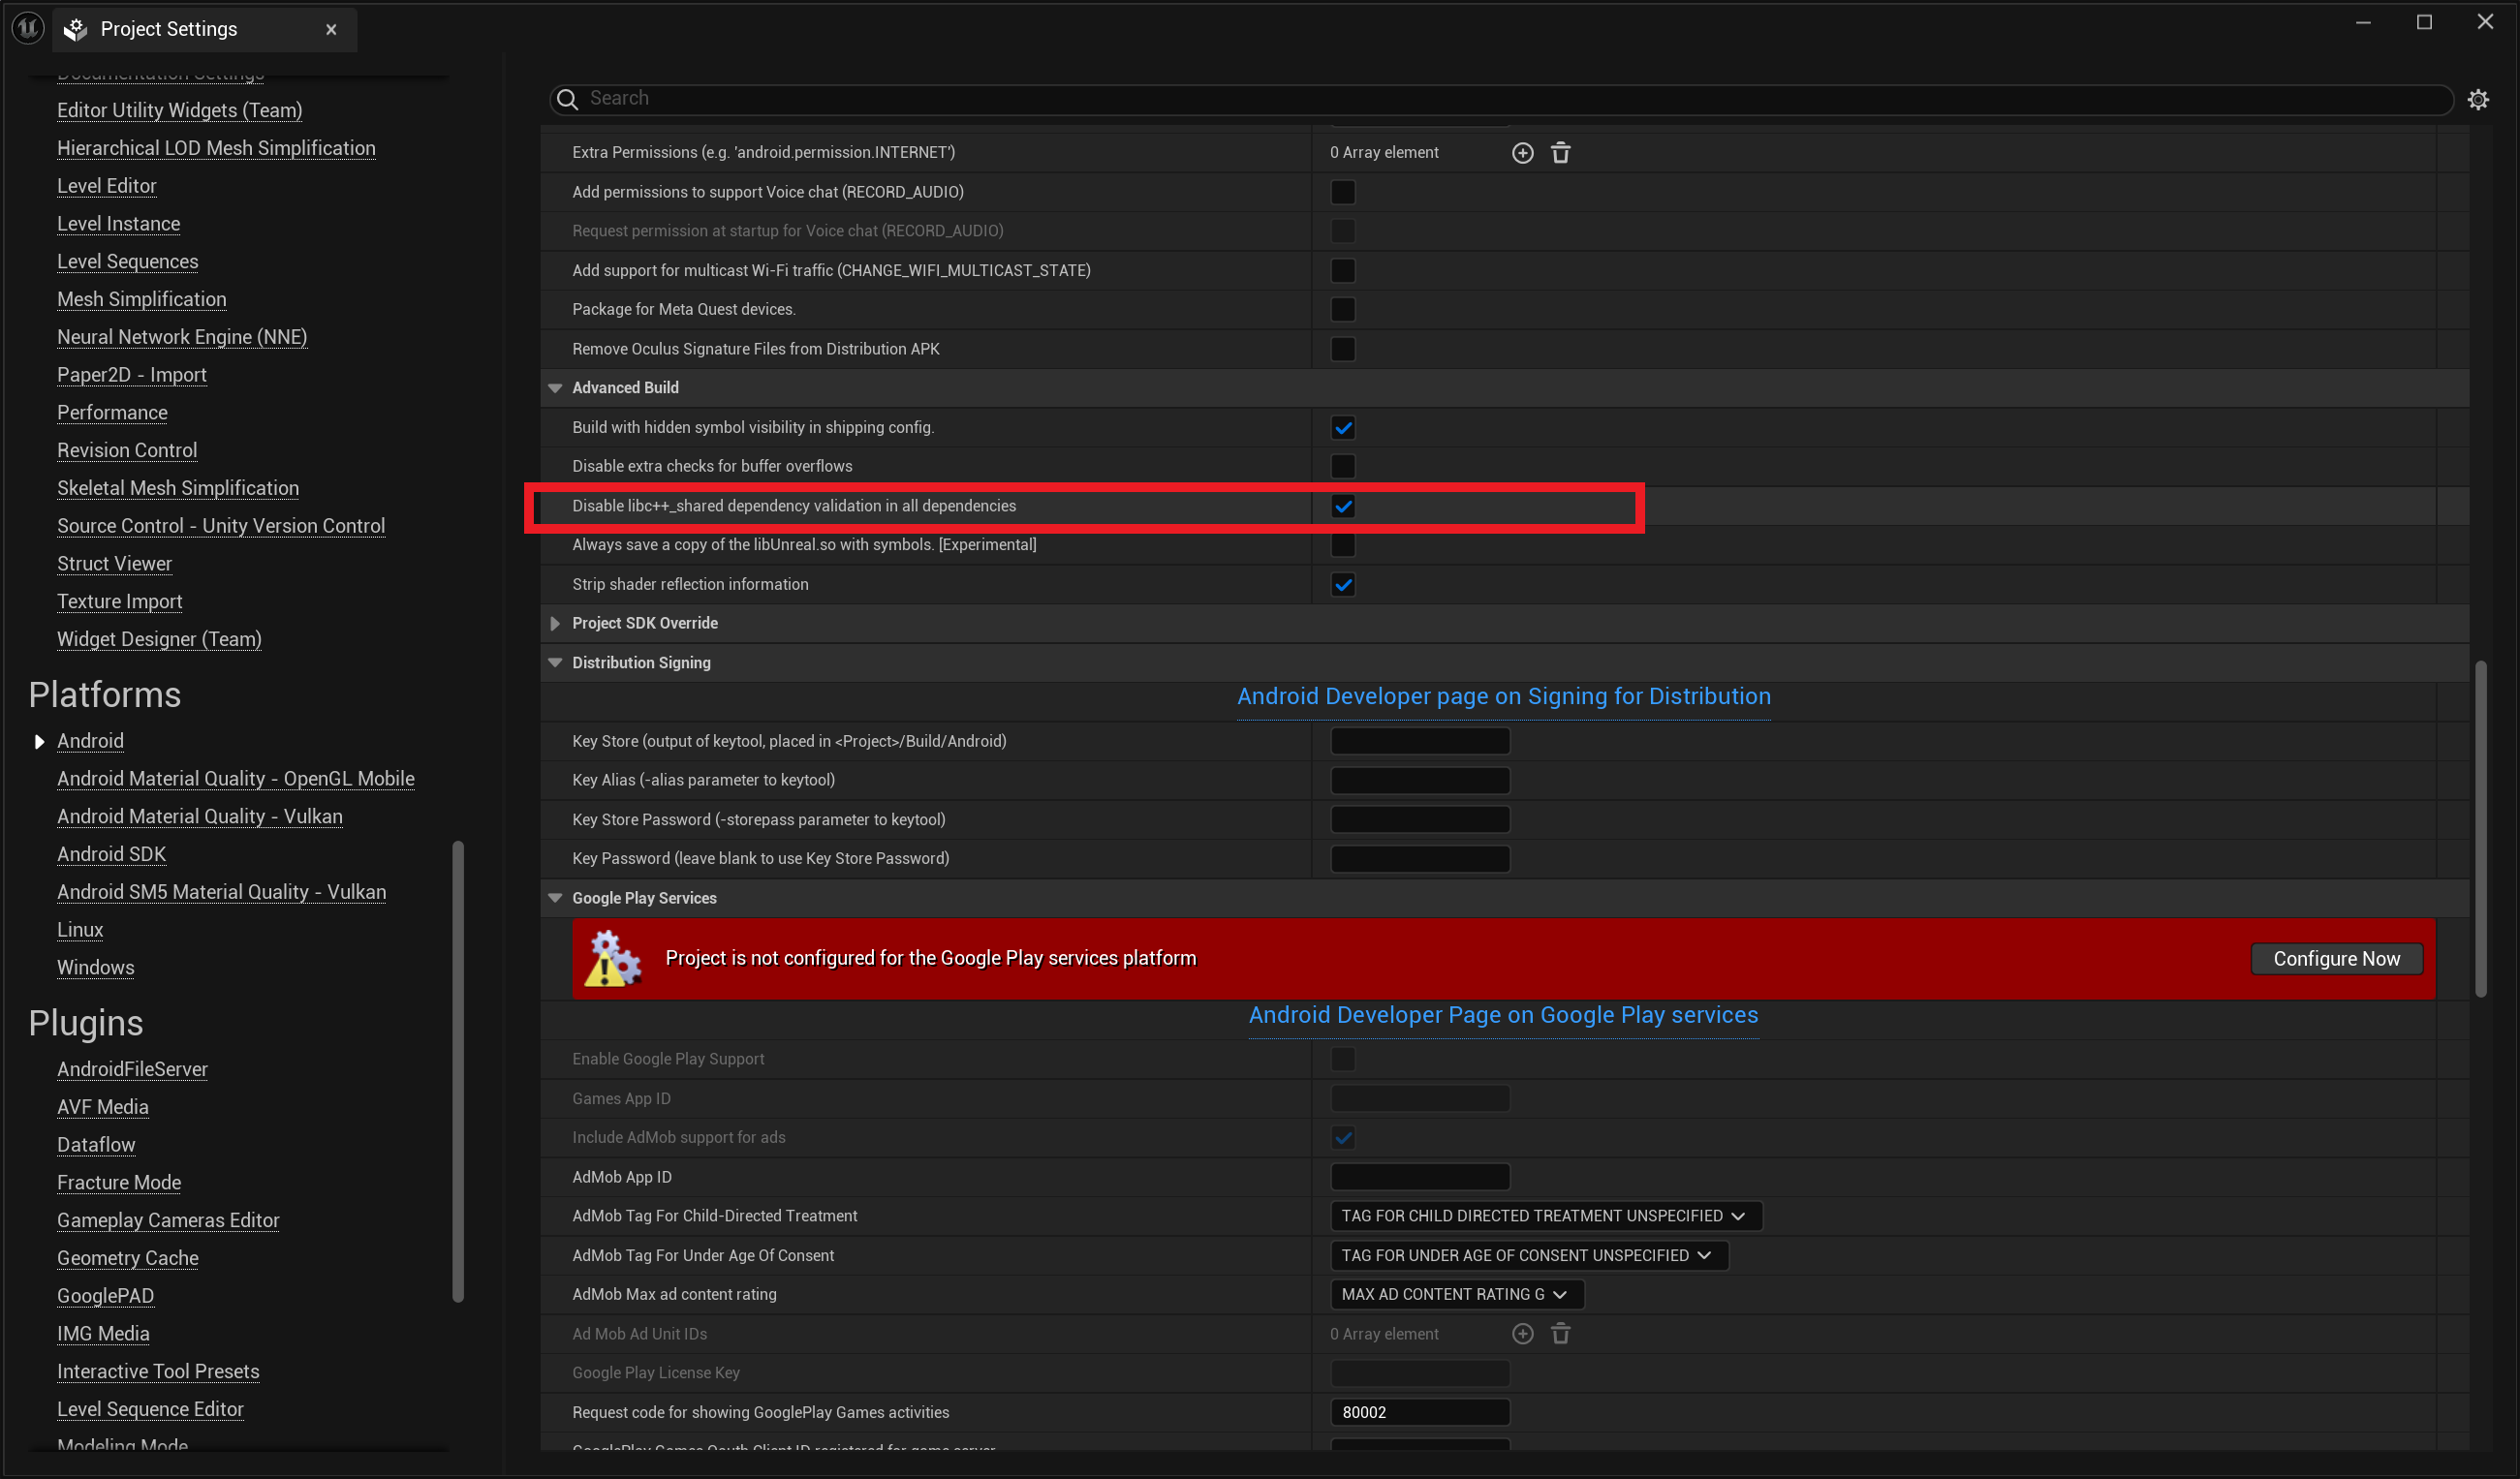 Project Settings
Documentation Settings
Editor Utility Widgets (Team)
Hierarchical LOD Mesh Simplification
Level Editor
Level Instance
Level Sequences
Mesh Simplification
Neural Network Engine (NNE)
Paper2D - Import
Performance
Revision Control
Skeletal Mesh Simplification
Source Control - Unity Version Control
Struct Viewer
Texture Import
Widget Designer (Team)
Platforms
Android
Android Material Quality - OpenGL Mobile
Android Material Quality - Vulkan
Android SDK
Android SM5 Material Quality - Vulkan
Linux
Windows
Plugins
AndroidFileServer
AVF Media
Dataflow
Fracture Mode
Gameplay Cameras Editor
Geometry Cache
GooglePAD
IMG Media
Interactive Tool Presets
Level Sequence Editor
Modeling Mode
Search
Extra Permissions (e.g. 'android.permission.INTERNET') 0 Array element
Add permissions to support Voice chat (RECORD_AUDIO)
Request permission at startup for Voice chat (RECORD_AUDIO)
Add support for multicast Wi-Fi traffic (CHANGE_WIFI_MULTICAST_STATE)
Package for Meta Quest devices.
Remove Oculus Signature Files from Distribution APK
Advanced Build
Build with hidden symbol visibility in shipping config.
Disable extra checks for buffer overflows
Disable libc++_shared dependency validation in all dependencies
Always save a copy of the libUnreal.so with symbols. [Experimental]
Strip shader reflection information
Project SDK Override
Distribution Signing
Android Developer page on Signing for Distribution
Key Store (output of keytool, placed in <Project>/Build/Android)
Key Alias (-alias parameter to keytool)
Key Store Password (-storepass parameter to keytool)
Key Password (leave blank to use Key Store Password)
Google Play Services
Project is not configured for the Google Play services platform Configure Now
Android Developer Page on Google Play services
Enable Google Play Support
Games App ID
Include AdMob support for ads
AdMob App ID
AdMob Tag For Child-Directed Treatment TAG FOR CHILD DIRECTED TREATMENT UNSPECIFIED
AdMob Tag For Under Age Of Consent TAG FOR UNDER AGE OF CONSENT UNSPECIFIED
AdMob Max ad content rating MAX AD CONTENT RATING G
Ad Mob Ad Unit IDs 0 Array element
Google Play License Key
Request code for showing GooglePlay Games activities 80002
GooglePlay Games Oauth Client ID registered for game server